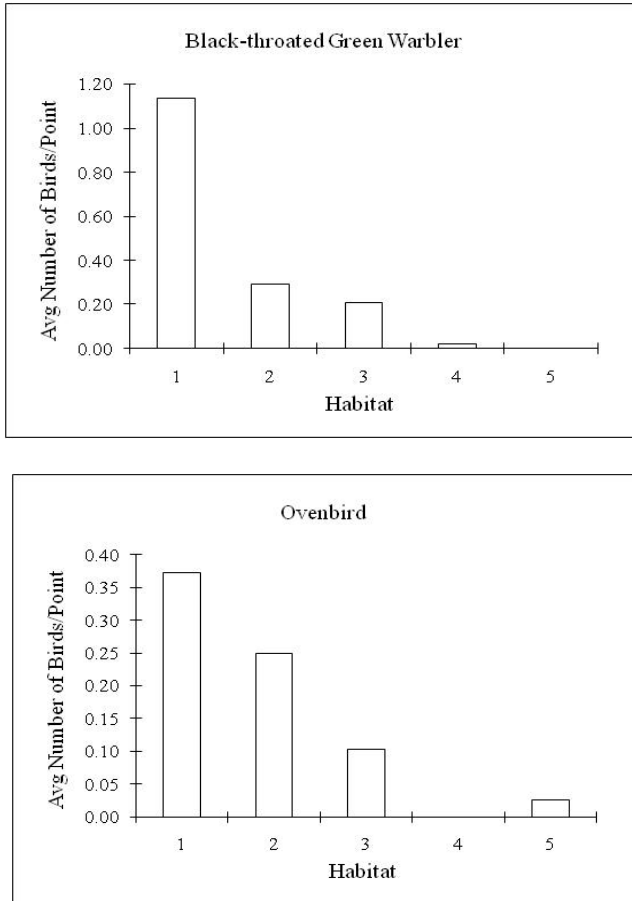 Black-throated Green Warbler
Avg Number of Birds/Point
1.20
1.00
0.80
0.60
0.40
0.20
0.00
1 2 3 4 5
Habitat
Ovenbird
Avg Number of Birds/Point
0.40
0.35
0.30
0.25
0.20
0.15
0.10
0.05
0.00
1 2 3 4 5
Habitat